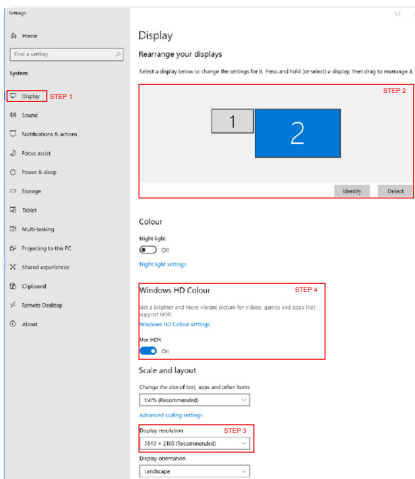 Settings
Home
Find a setting
System
Display STEP 1
Sound
Notifications & actions
Focus assist
Power & sleep
Storage
Tablet
Multi-tasking
Projecting to this PC
Shared experiences
Clipboard
Remote Desktop
About
Display
Rearrange your displays
Select a display below to change the settings for it. Press and hold (or select) a display, then drag to rearrange it.
STEP 2
1
2
Identify Detect
Colour
Night light
Off
Night light settings
Windows HD Colour STEP 4
Get a brighter and more vibrant picture for videos, games and apps that
support HDR.
Windows HD Colour settings
Use HDR
On
Scale and layout
Change the size of text, apps and other items
150% (Recommended)
Advanced scaling settings
Display resolution STEP 3
3840 × 2160 (Recommended)
Display orientation
Landscape